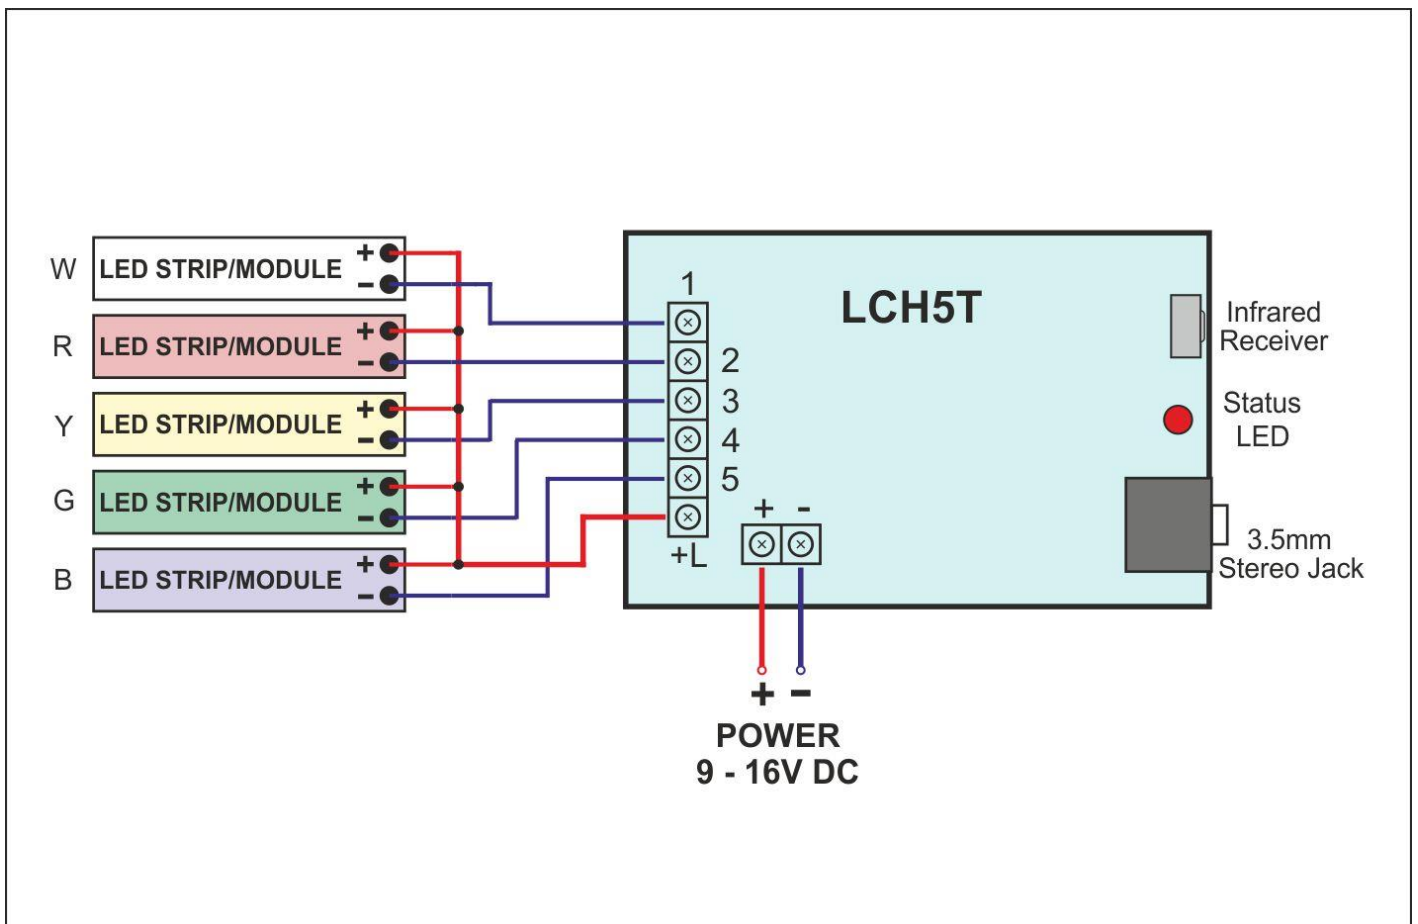 LCH5T
W
LED STRIP/MODULE
+
-
R
LED STRIP/MODULE
+
-
Y
LED STRIP/MODULE
+
-
G
LED STRIP/MODULE
+
-
B
LED STRIP/MODULE
+
-
1
2
3
4
5
+L
+ -
Infrared
Receiver
Status
LED
3.5mm
Stereo Jack
+ -
POWER
9 - 16V DC